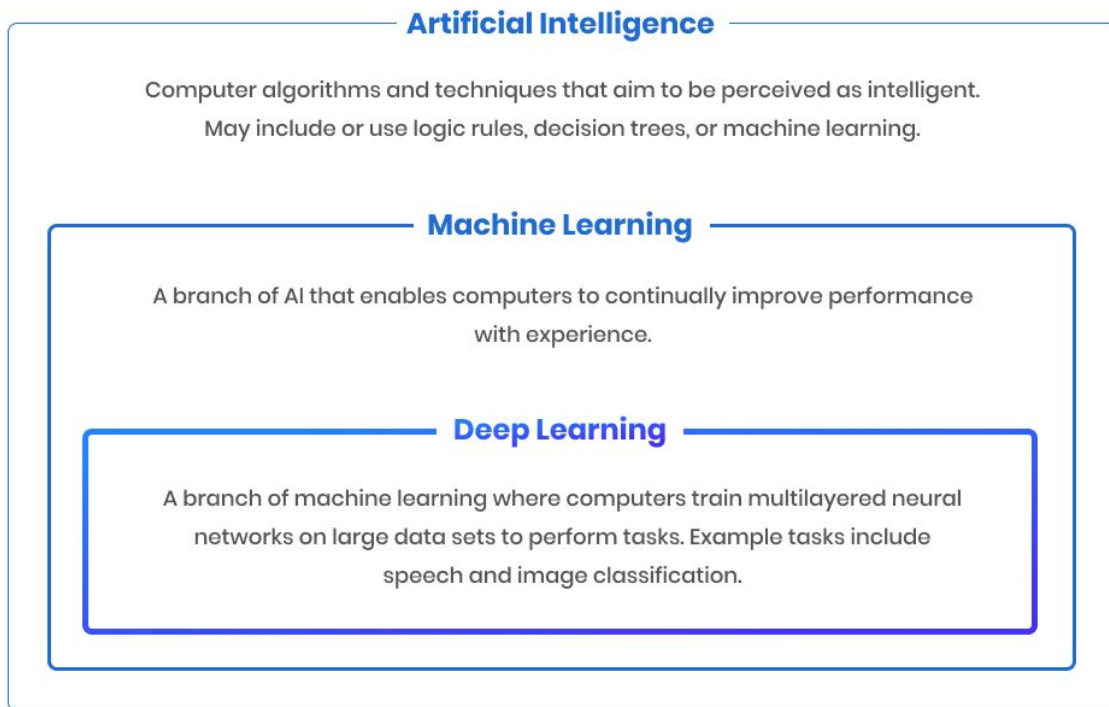 Artificial Intelligence
Computer algorithms and techniques that aim to be perceived as intelligent.
May include or use logic rules, decision trees, or machine learning.
Machine Learning
A branch of AI that enables computers to continually improve performance
with experience.
Deep Learning
A branch of machine learning where computers train multilayered neural
networks on large data sets to perform tasks. Example tasks include
speech and image classification.